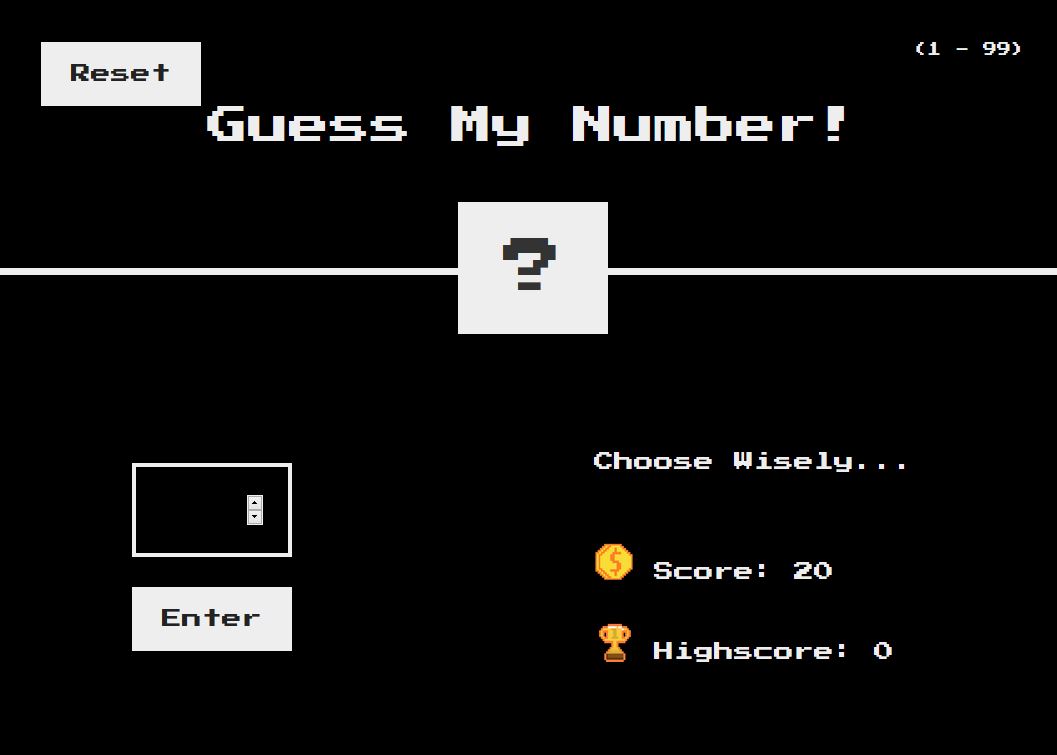 Reset
(1 - 99)
Guess My Number!
?
Choose Wisely...
Enter
Score: 20
Highscore: 0